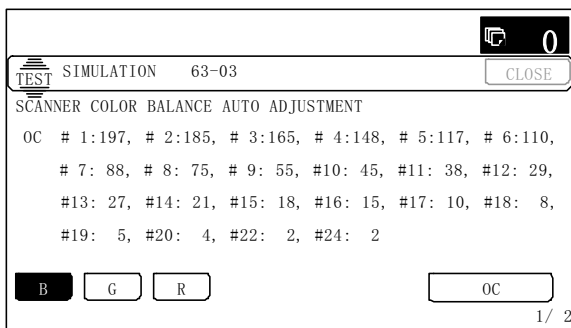 0
TEST SIMULATION 63-03 CLOSE
SCANNER COLOR BALANCE AUTO ADJUSTMENT
OC # 1:197, # 2:185, # 3:165, # 4:148, # 5:117, # 6:110,
# 7: 88, # 8: 75, # 9: 55, #10: 45, #11: 38, #12: 29,
#13: 27, #14: 21, #15: 18, #16: 15, #17: 10, #18: 8,
#19: 5, #20: 4, #22: 2, #24: 2
B G R OC
1/ 2